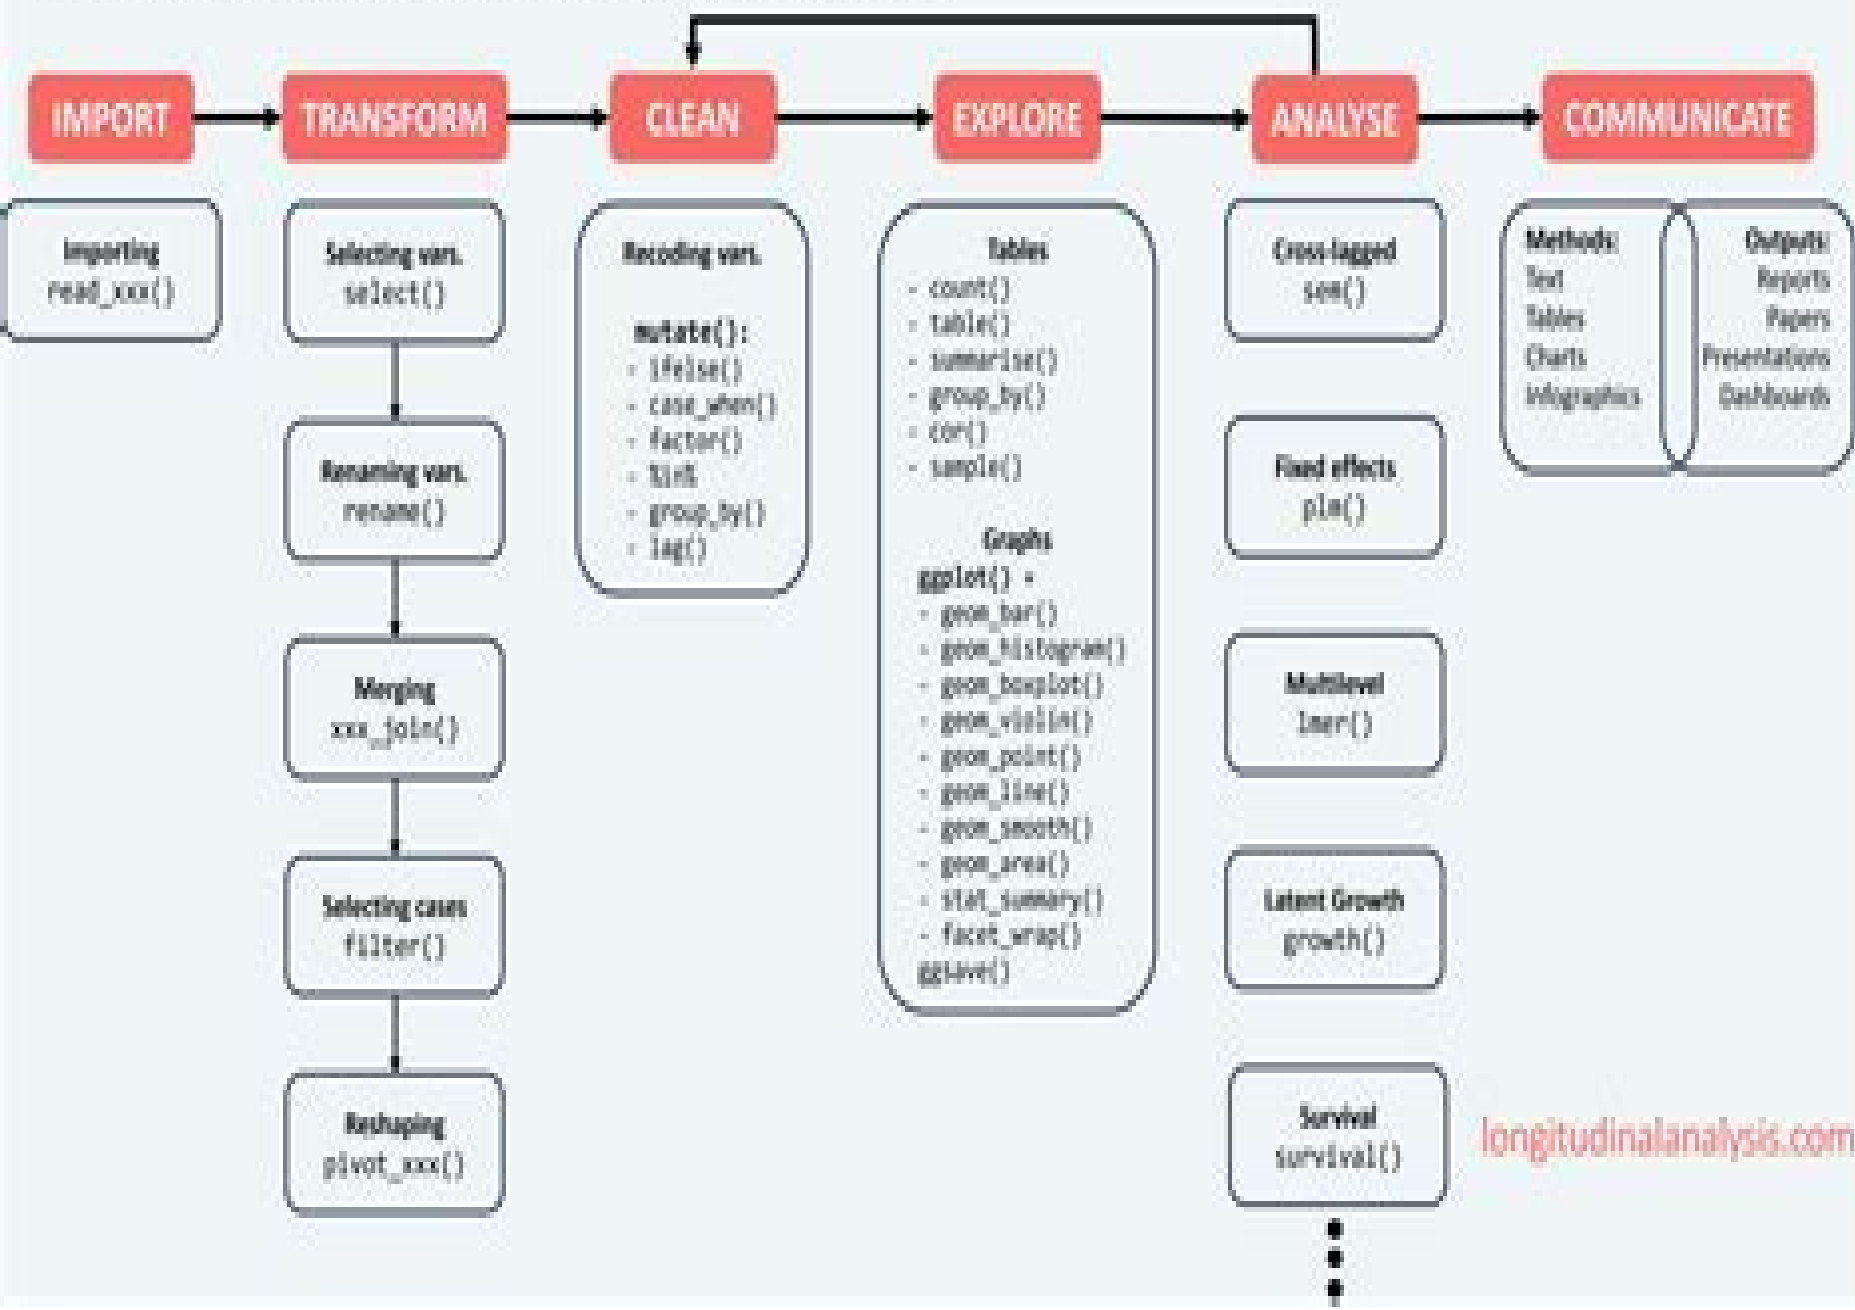 IMPORT
TRANSFORM
CLEAN
EXPLORE
ANALYSE
COMMUNICATE
Importing
read_xxx()
Selecting vars.
select()
Renaming vars.
rename()
Merging
xxx_join()
Selecting cases
filter()
Reshaping
pivot_xxx()
Recoding vars.
mutate():
- ifelse()
- case_when()
- factor()
- %in%
- group_by()
- lag()
Tables
- count()
- table()
- summarise()
- group_by()
- cor()
- sample()
Graphs
ggplot() +
- geom_bar()
- geom_histogram()
- geom_boxplot()
- geom_violin()
- geom_point()
- geom_line()
- geom_smooth()
- geom_area()
- stat_summary()
- facet_wrap()
ggsave()
Cross-lagged
sem()
Fixed effects
plm()
Multilevel
lmer()
Latent Growth
growth()
Survival
survival()
Methods:
Text
Tables
Charts
Infographics
Outputs:
Reports
Papers
Presentations
Dashboards
longitudinalanalysis.com